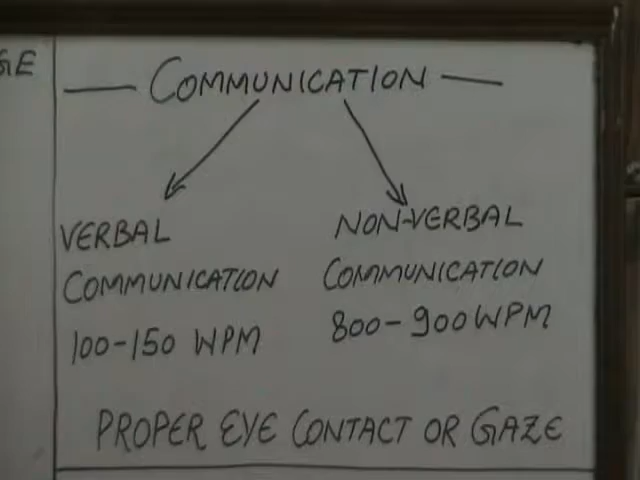 — COMMUNICATION —
VERBAL
COMMUNICATION
100-150 WPM
NON-VERBAL
COMMUNICATION
800-900 WPM
PROPER EYE CONTACT OR GAZE